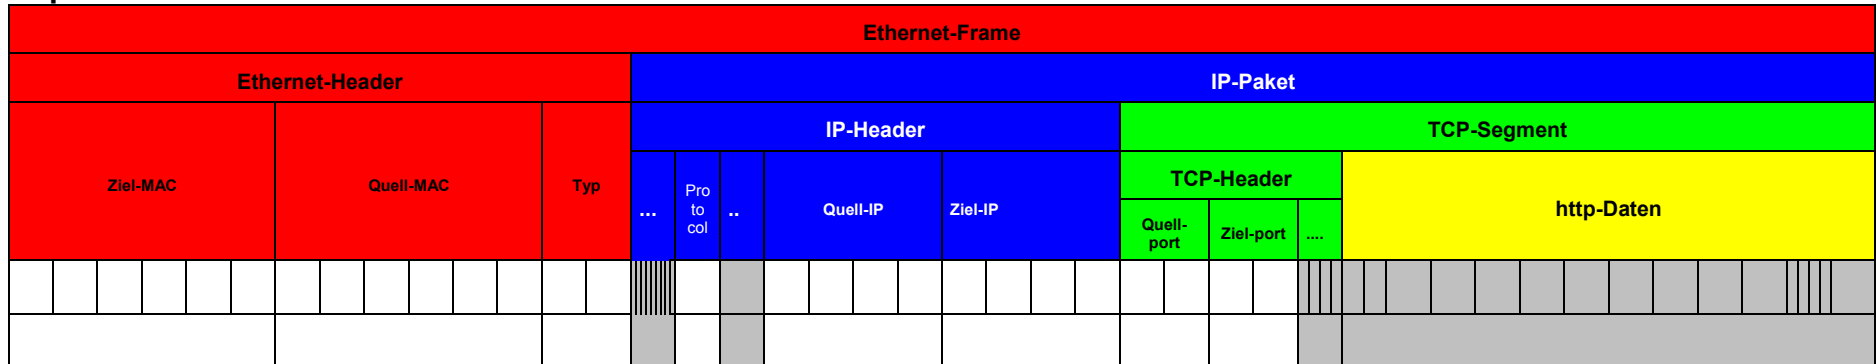 Ethernet-Frame
Ethernet-Header
IP-Paket
IP-Header
TCP-Segment
Ziel-MAC
Quell-MAC
Typ
...
Pro
to
col
..
Quell-IP
Ziel-IP
TCP-Header
http-Daten
Quell-
port
Ziel-port
....